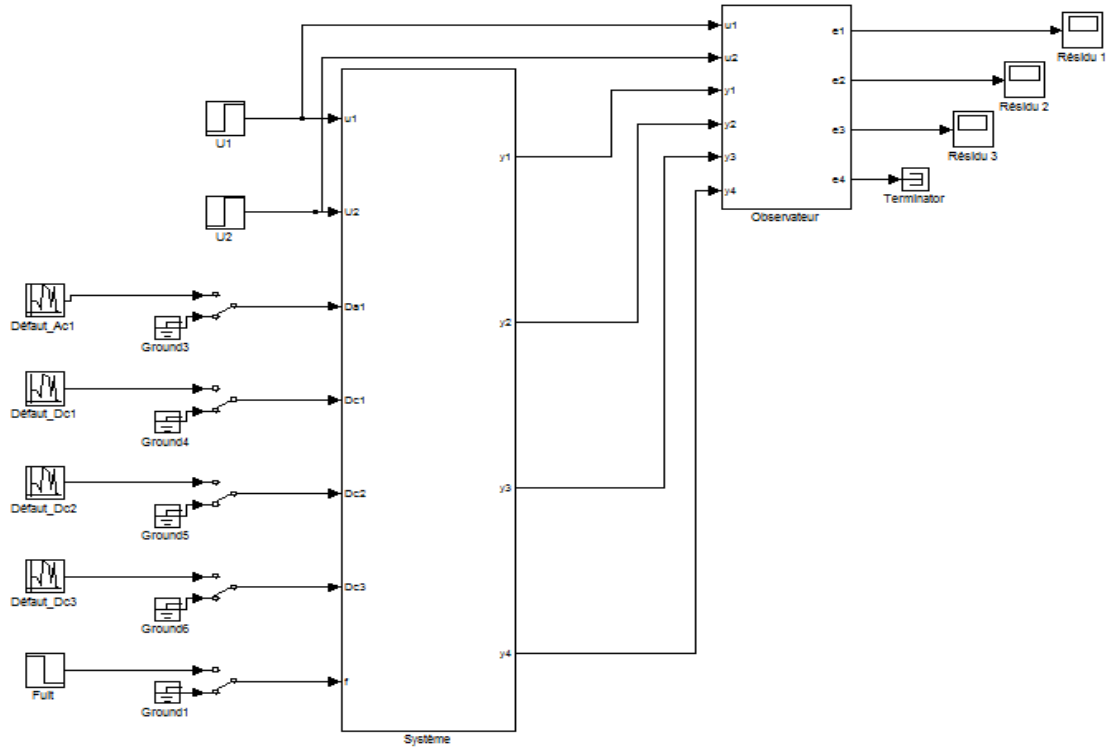 u1
e1
Résidu 1
u2
e2
Résidu 2
y1
y2
e3
Résidu 3
y3
y4
e4
Terminator
Observateur
U1
u1
y1
U2
U2
Défaut_Ac1
Ground3
Da1
y2
Défaut_Dc1
Ground4
Dc1
Défaut_Dc2
Ground5
Dc2
y3
Défaut_Dc3
Ground6
Dc3
y4
Fuit
Ground1
f
Système